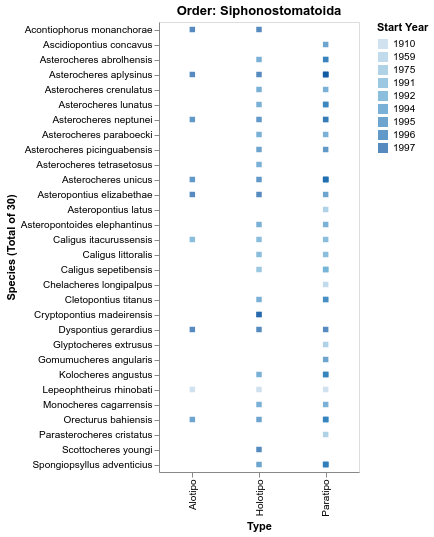 Order: Siphonostomatoida
Start Year
1910
1959
1975
1991
1992
1994
1995
1996
1997
Species (Total of 30)
Acontiophorus monanchorae
Ascidiopontius concavus
Asterocheres abrolhensis
Asterocheres aplysinus
Asterocheres crenulatus
Asterocheres lunatus
Asterocheres neptunei
Asterocheres paraboecki
Asterocheres picinguabensis
Asterocheres tetrasetosus
Asterocheres unicus
Asteropontius elizabethae
Asteropontius latus
Asteropontoides elephantinus
Caligus itacurussensis
Caligus littoralis
Caligus sepetibensis
Chelacheres longipalpus
Cletopontius titanus
Cryptopontius madeirensis
Dyspontius gerardius
Glyptocheres extrusus
Gomumucheres angularis
Kolocheres angustus
Lepeophtheirus rhinobati
Monocheres cagarrensis
Orecturus bahiensis
Parasterocheres cristatus
Scottocheres youngi
Spongiopsyllus adventicius
Alotipo
Holotipo
Paratipo
Type